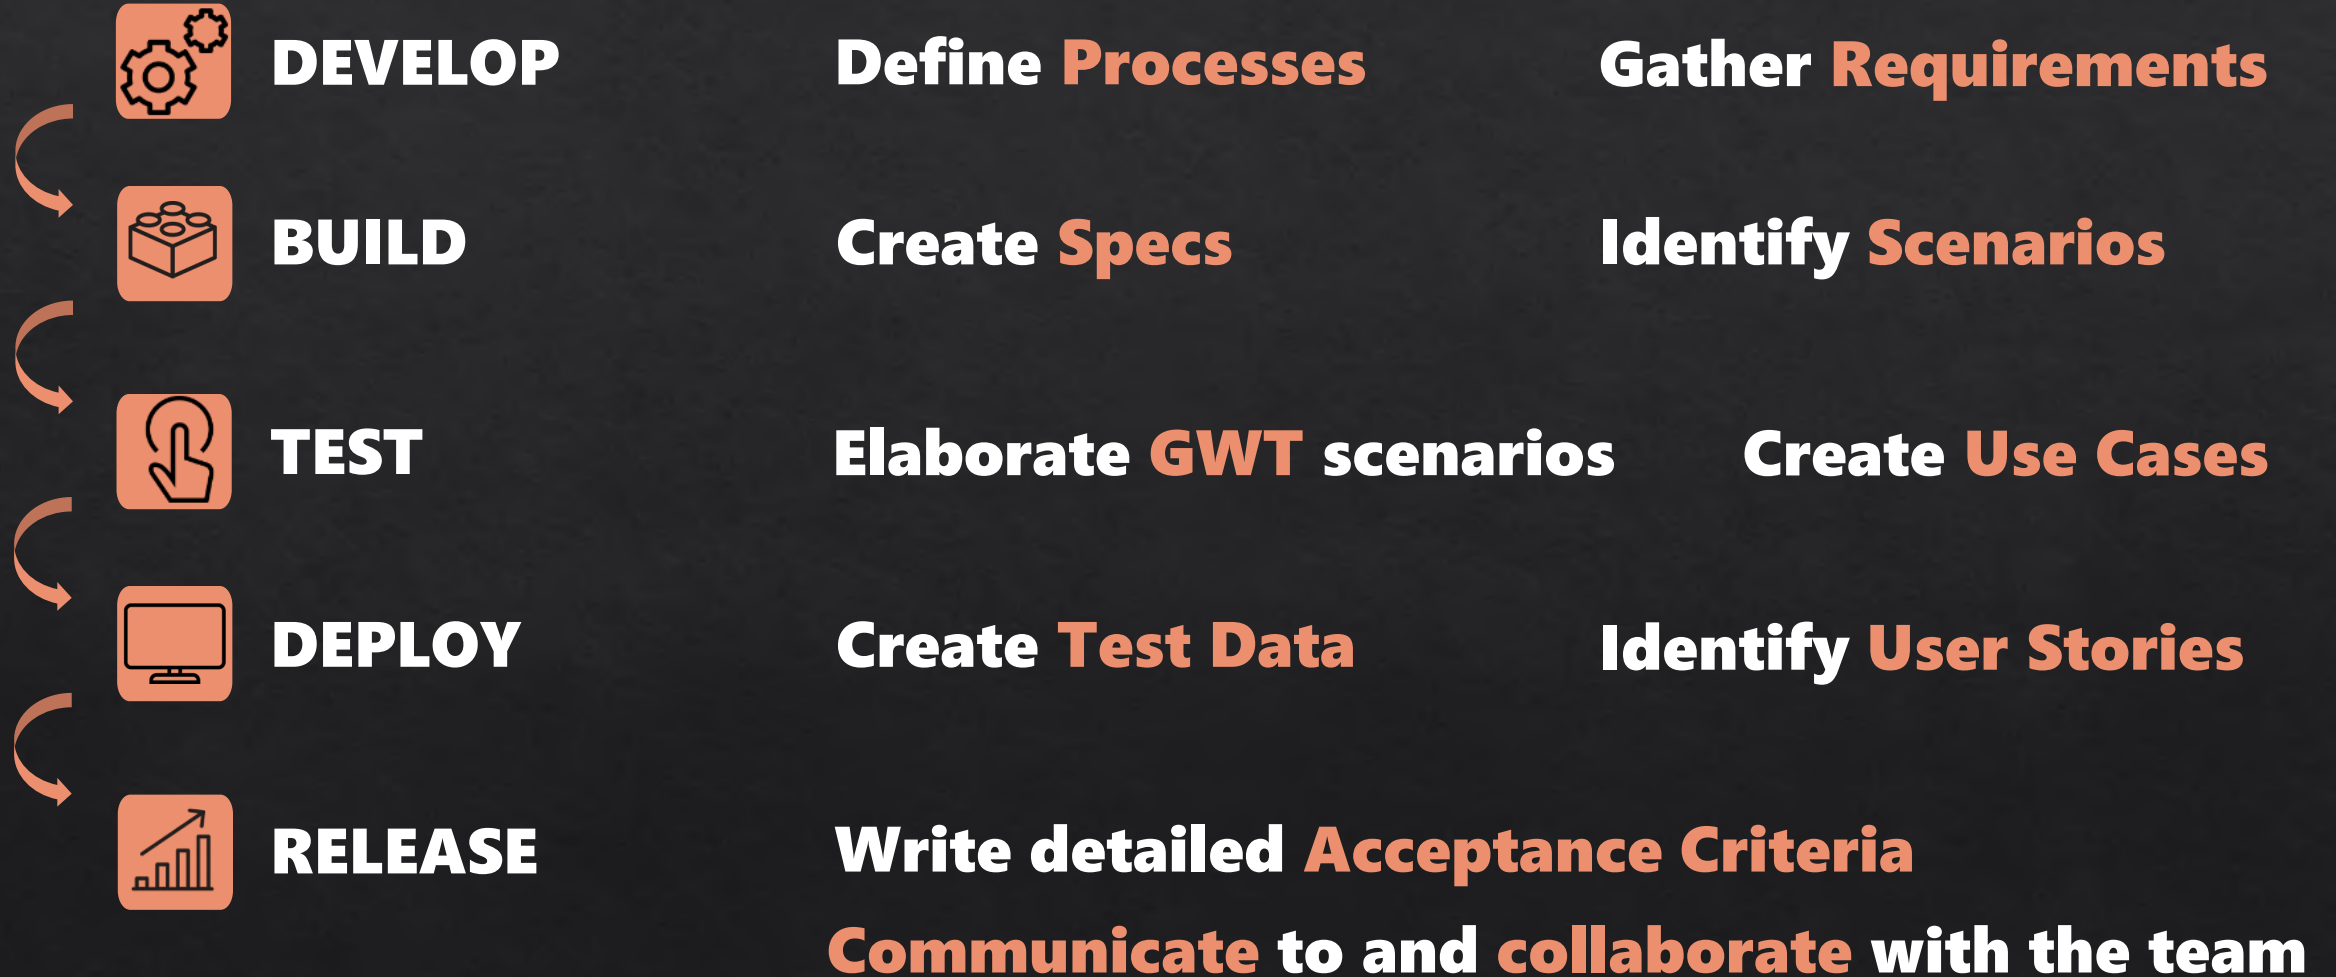 DEVELOP Define Processes Gather Requirements
BUILD Create Specs Identify Scenarios
TEST Elaborate GWT scenarios Create Use Cases
DEPLOY Create Test Data Identify User Stories
RELEASE Write detailed Acceptance Criteria
Communicate to and collaborate with the team